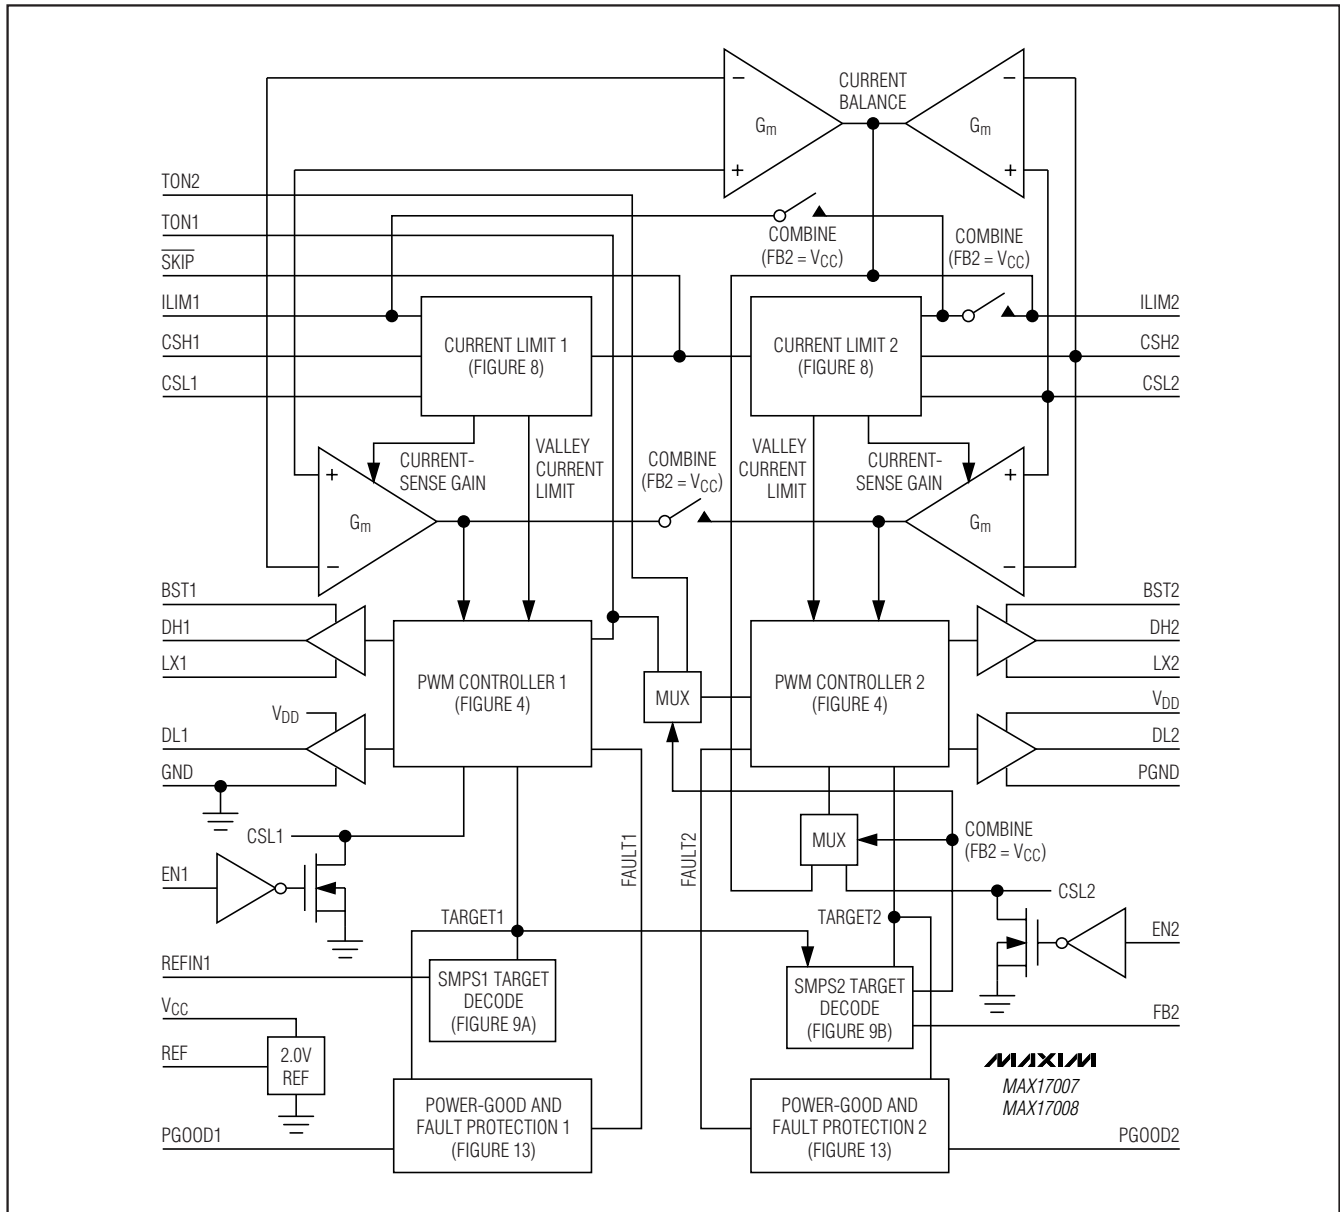 CURRENT
BALANCE
−
−
Gm
Gm
+
+
TON2
TON1
SKIP
ILIM1
CSH1
CSL1
COMBINE
(FB2 = VCC)
COMBINE
(FB2 = VCC)
ILIM2
CSH2
CSL2
CURRENT LIMIT 1
(FIGURE 8)
CURRENT LIMIT 2
(FIGURE 8)
CURRENT-
SENSE GAIN
VALLEY
CURRENT
LIMIT
COMBINE
(FB2 = VCC)
VALLEY
CURRENT
LIMIT
CURRENT-
SENSE GAIN
+
Gm
−
+
Gm
−
BST1
DH1
LX1
VDD
DL1
GND
PWM CONTROLLER 1
(FIGURE 4)
MUX
PWM CONTROLLER 2
(FIGURE 4)
BST2
DH2
LX2
VDD
DL2
PGND
CSL1
EN1
FAULT1
FAULT2
MUX
COMBINE
(FB2 = VCC)
CSL2
EN2
TARGET1
TARGET2
REFIN1
SMPS1 TARGET
DECODE
(FIGURE 9A)
SMPS2 TARGET
DECODE
(FIGURE 9B)
FB2
VCC
REF
2.0V
REF
MAXIM
MAX17007
MAX17008
PGOOD1
POWER-GOOD AND
FAULT PROTECTION 1
(FIGURE 13)
POWER-GOOD AND
FAULT PROTECTION 2
(FIGURE 13)
PGOOD2